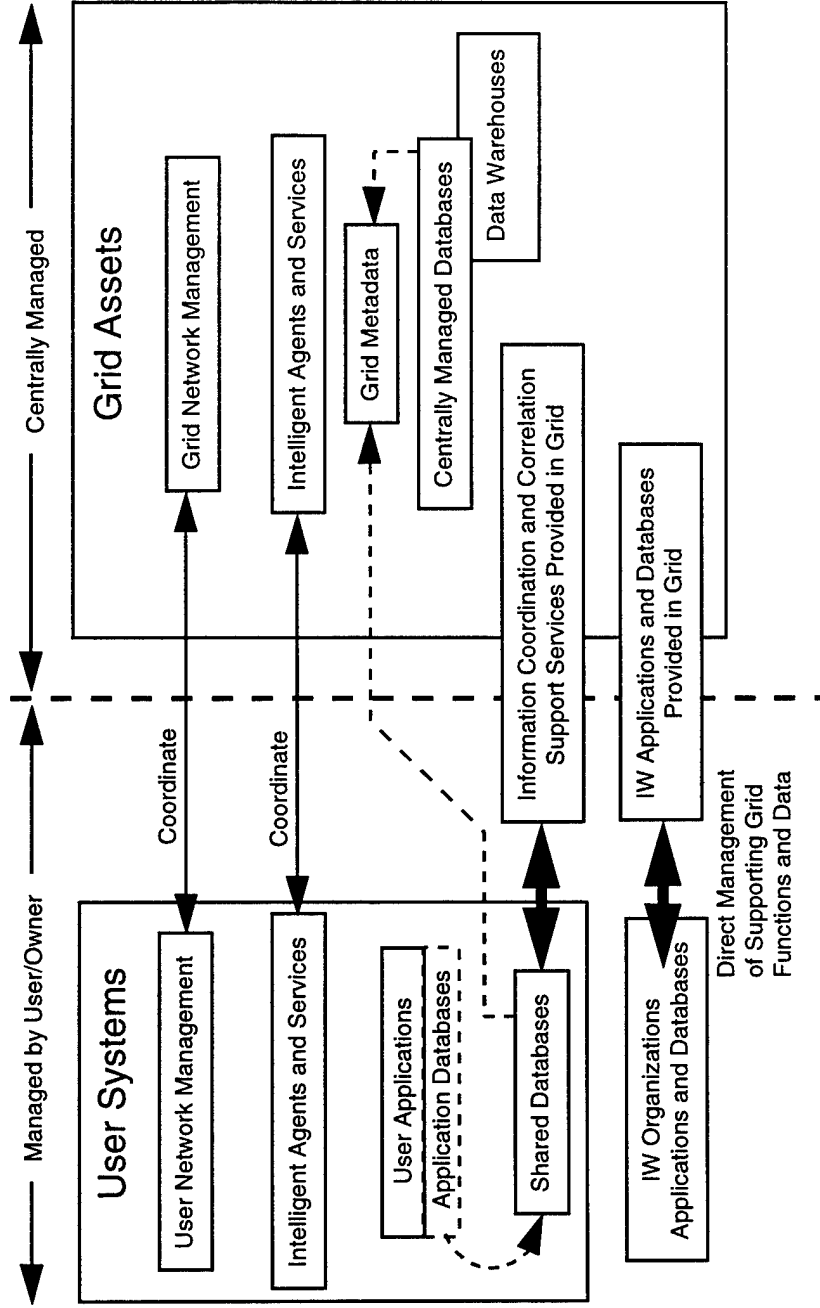 Managed by User/Owner
Centrally Managed
User Systems
User Network Management
Intelligent Agents and Services
User Applications
Application Databases
Shared Databases
IW Organizations
Applications and Databases
Coordinate
Coordinate
Direct Management
of Supporting Grid
Functions and Data
Grid Assets
Grid Network Management
Intelligent Agents and Services
Grid Metadata
Centrally Managed Databases
Data Warehouses
Information Coordination and Correlation
Support Services Provided in Grid
IW Applications and Databases
Provided in Grid